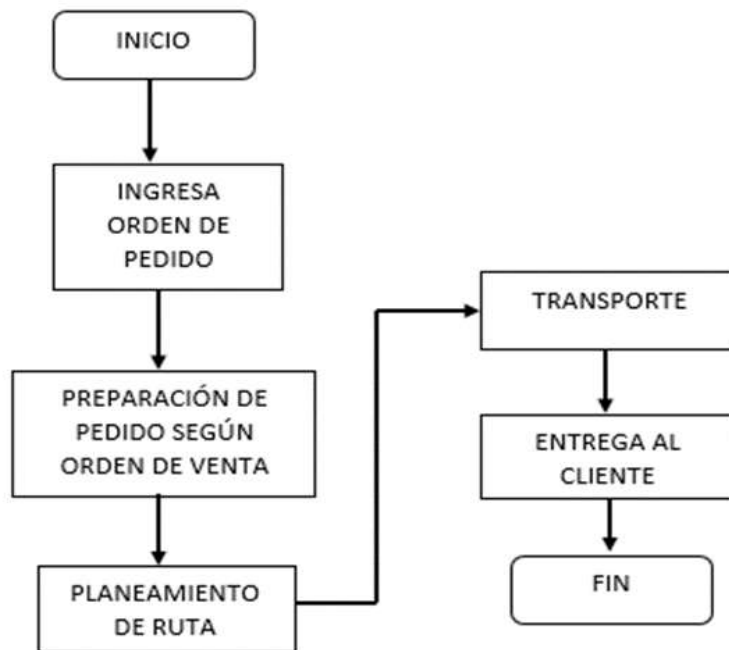 INICIO
INGRESA
ORDEN DE
PEDIDO
PREPARACIÓN DE
PEDIDO SEGÚN
ORDEN DE VENTA
PLANEAMIENTO
DE RUTA
TRANSPORTE
ENTREGA AL
CLIENTE
FIN